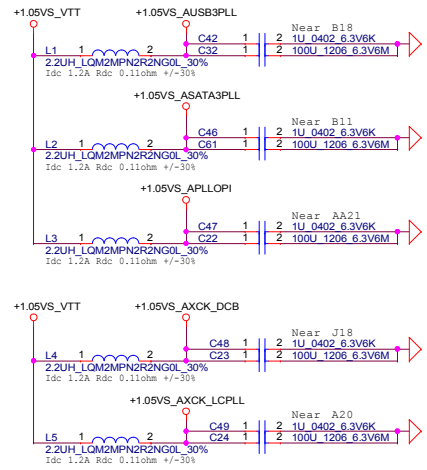 +1.05VS_VTT +1.05VS_AUSB3PLL
Near B18
C42 1 2 1U_0402_6.3V6K
L1 1 2 C32 1 2 100U_1206_6.3V6M
2.2UH_LQM2MPN2R2NG0L_30%
Idc 1.2A Rdc 0.11ohm +/-30%
+1.05VS_ASATA3PLL
Near B11
C46 1 2 1U_0402_6.3V6K
L2 1 2 C61 1 2 100U_1206_6.3V6M
2.2UH_LQM2MPN2R2NG0L_30%
Idc 1.2A Rdc 0.11ohm +/-30%
+1.05VS_APLLOPI
Near AA21
C47 1 2 1U_0402_6.3V6K
L3 1 2 C22 1 2 100U_1206_6.3V6M
2.2UH_LQM2MPN2R2NG0L_30%
Idc 1.2A Rdc 0.11ohm +/-30%
+1.05VS_VTT +1.05VS_AXCK_DCB
Near J18
C48 1 2 1U_0402_6.3V6K
L4 1 2 C23 1 2 100U_1206_6.3V6M
2.2UH_LQM2MPN2R2NG0L_30%
Idc 1.2A Rdc 0.11ohm +/-30%
+1.05VS_AXCK_LCPLL
Near A20
C49 1 2 1U_0402_6.3V6K
L5 1 2 C24 1 2 100U_1206_6.3V6M
2.2UH_LQM2MPN2R2NG0L_30%
Idc 1.2A Rdc 0.11ohm +/-30%